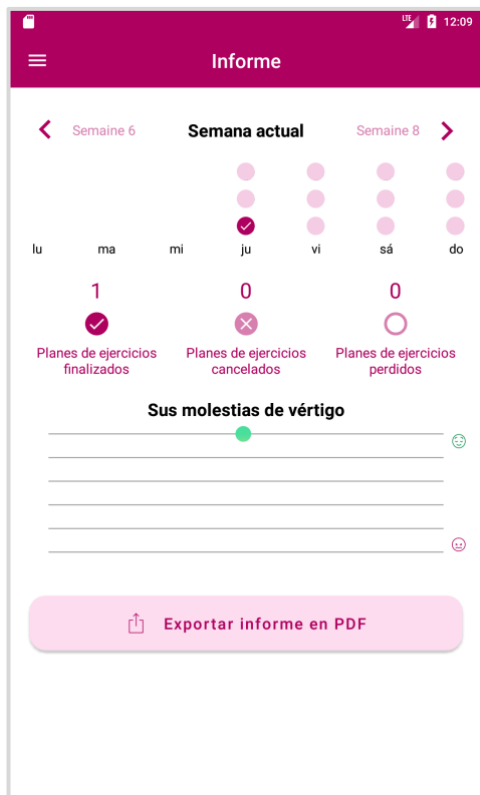 LTE 12:09
Informe
Semaine 6 Semana actual Semaine 8
lu ma mi ju vi sá do
1 0 0
Planes de ejercicios Planes de ejercicios Planes de ejercicios
finalizados cancelados perdidos
Sus molestias de vértigo
Exportar informe en PDF